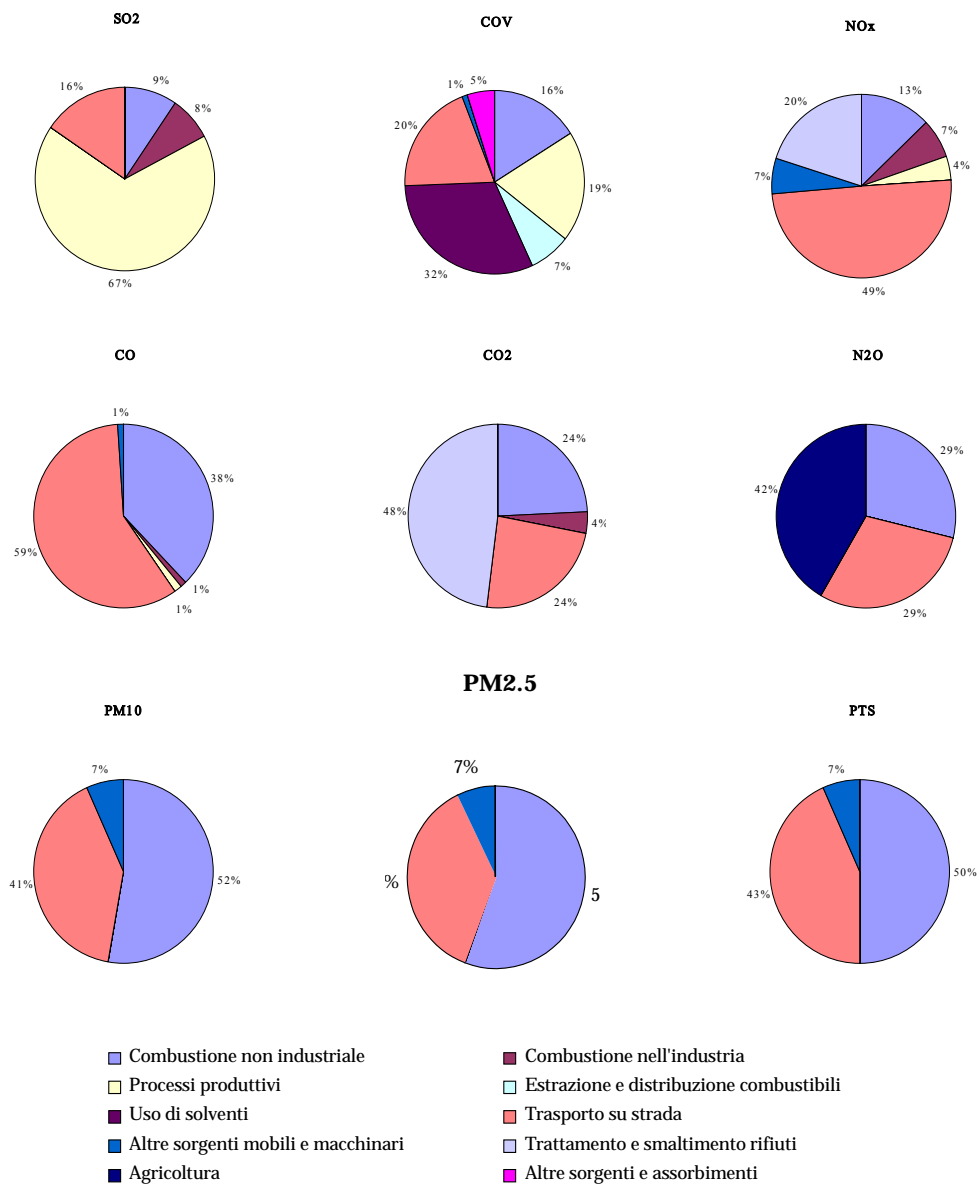 SO2
COV
NOx
16%
9%
8%
67%
1%
5%
16%
20%
19%
32%
7%
20%
13%
7%
4%
7%
49%
CO
CO2
N2O
1%
38%
59%
1%
1%
24%
48%
4%
24%
29%
42%
29%
PM2.5
PM10
PTS
7%
41%
52%
7%
%
5
7%
43%
50%
Combustione non industriale
Combustione nell'industria
Processi produttivi
Estrazione e distribuzione combustibili
Uso di solventi
Trasporto su strada
Altre sorgenti mobili e macchinari
Trattamento e smaltimento rifiuti
Agricoltura
Altre sorgenti e assorbimenti